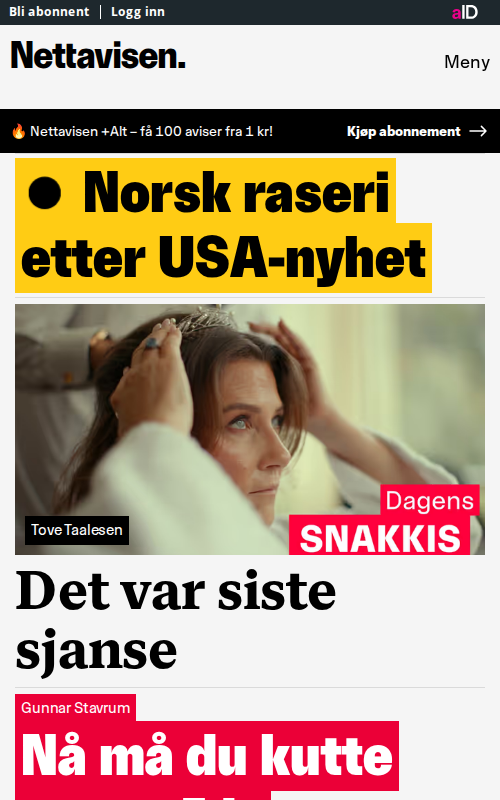 Bli abonnent | Logg inn
aID
Nettavisen.
Meny
🔥 Nettavisen +Alt – få 100 aviser fra 1 kr!
Kjøp abonnement →
● Norsk raseri
etter USA-nyhet
Dagens
Tove Taalesen
SNAKKIS
Det var siste
sjanse
Gunnar Stavrum
Nå må du kutte